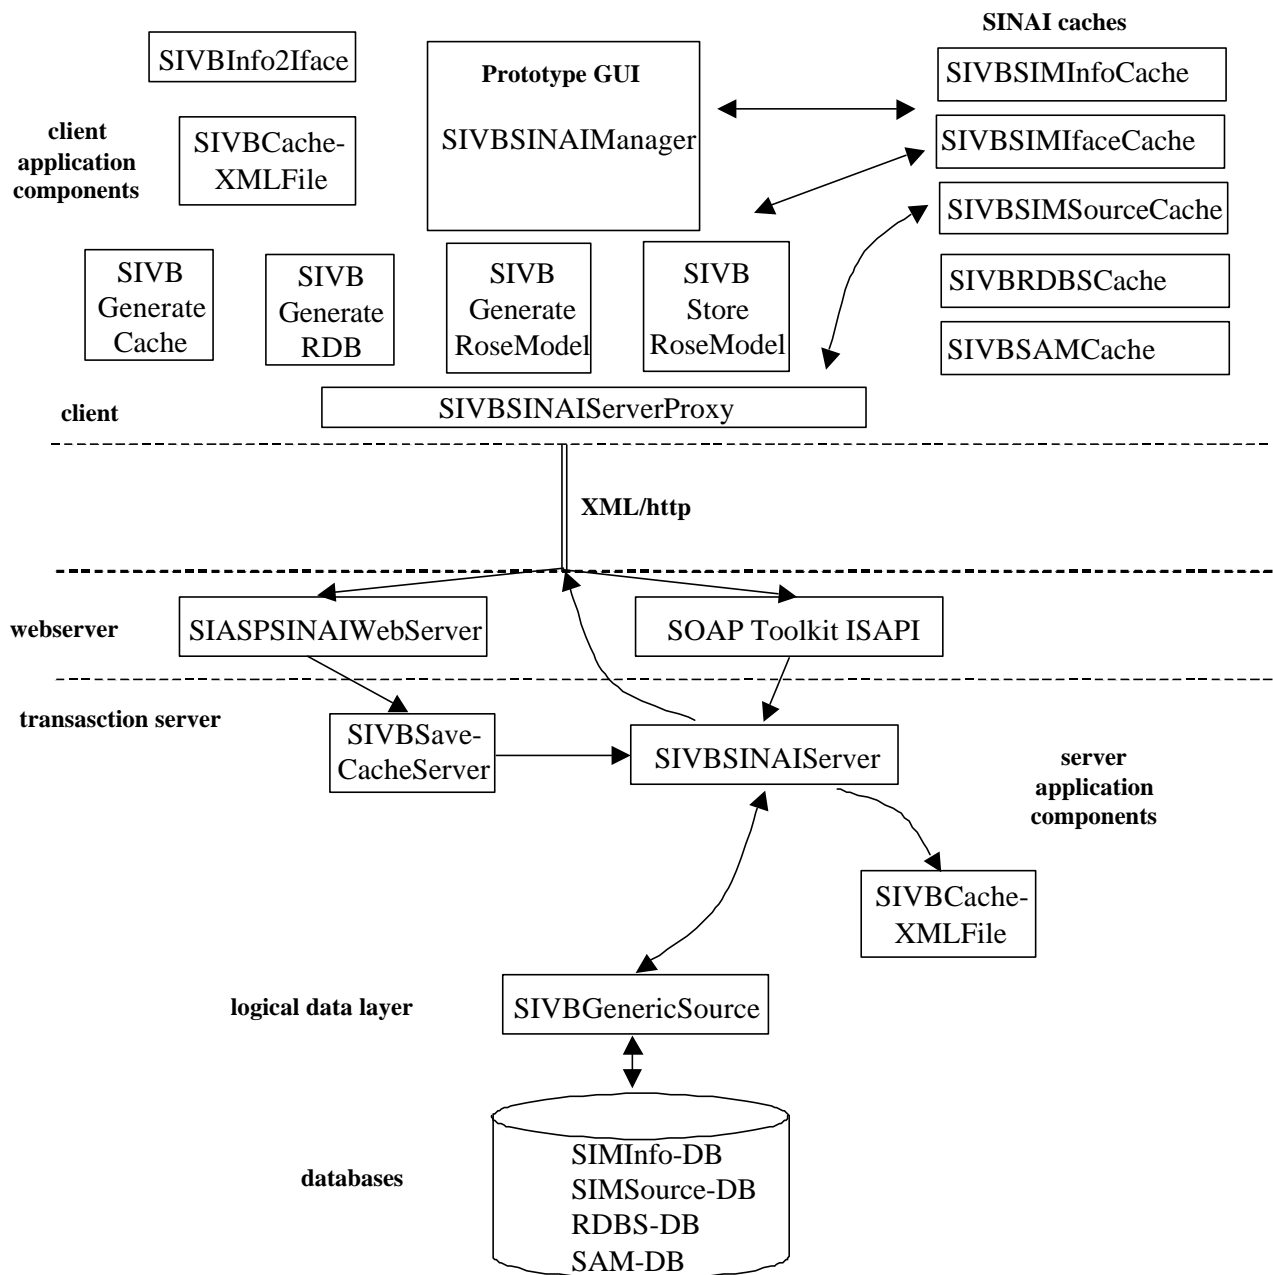 SINAI caches
SIVBInfo2Iface
Prototype GUI
SIVBSINAIManager
SIVBSIMInfoCache
client
application
components
SIVBCache-
XMLFile
SIVBSIMIfaceCache
SIVBSIMSourceCache
SIVB
Generate
Cache
SIVB
Generate
RDB
SIVB
Generate
RoseModel
SIVB
Store
RoseModel
SIVBRDBSCache
SIVBSAMCache
client
SIVBSINAIServerProxy
XML/http
webserver
SIASPSINAIWebServer
SOAP Toolkit ISAPI
transasction server
SIVBSave-
CacheServer
SIVBSINAIServer
server
application
components
SIVBCache-
XMLFile
logical data layer
SIVBGenericSource
databases
SIMInfo-DB
SIMSource-DB
RDBS-DB
SAM-DB